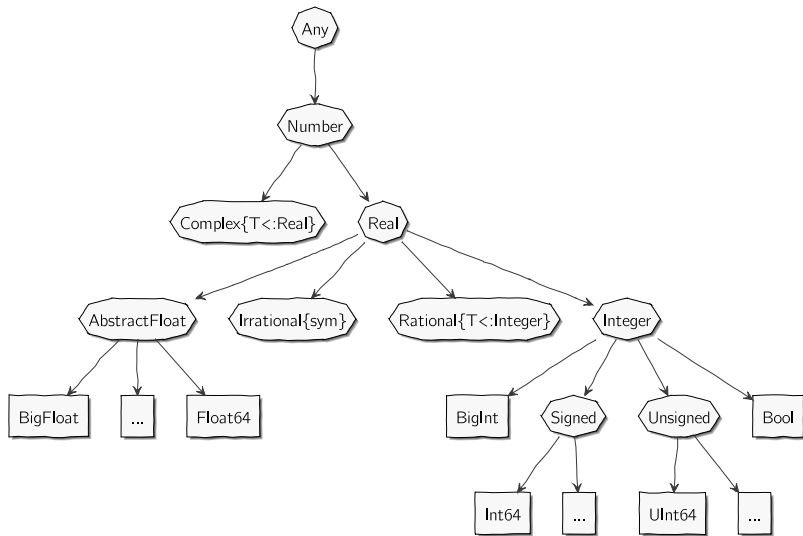 Any
Number
Complex{T<:Real}
Real
AbstractFloat
Irrational{sym}
Rational{T<:Integer}
Integer
BigFloat
...
Float64
BigInt
Signed
Unsigned
Bool
Int64
...
UInt64
...